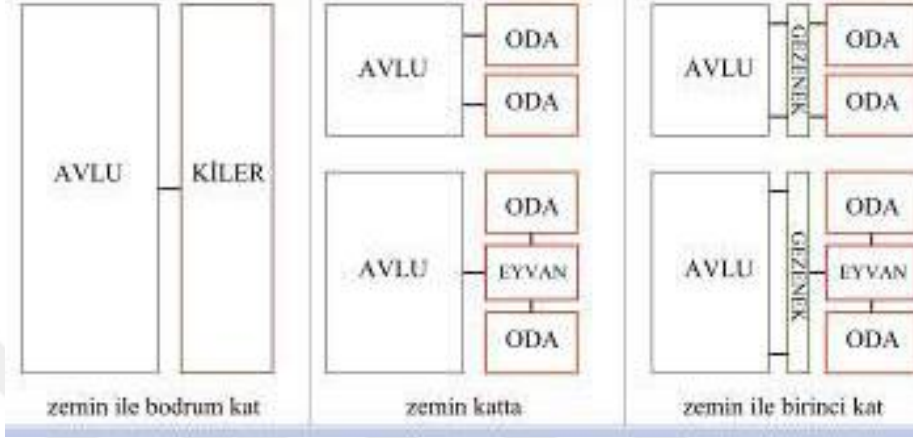 AVLU
KİLER
zemin ile bodrum kat
AVLU
ODA
ODA
AVLU
ODA
EYVAN
ODA
zemin katta
AVLU
GEZENEK
ODA
ODA
AVLU
GEZENEK
ODA
EYVAN
ODA
zemin ile birinci kat